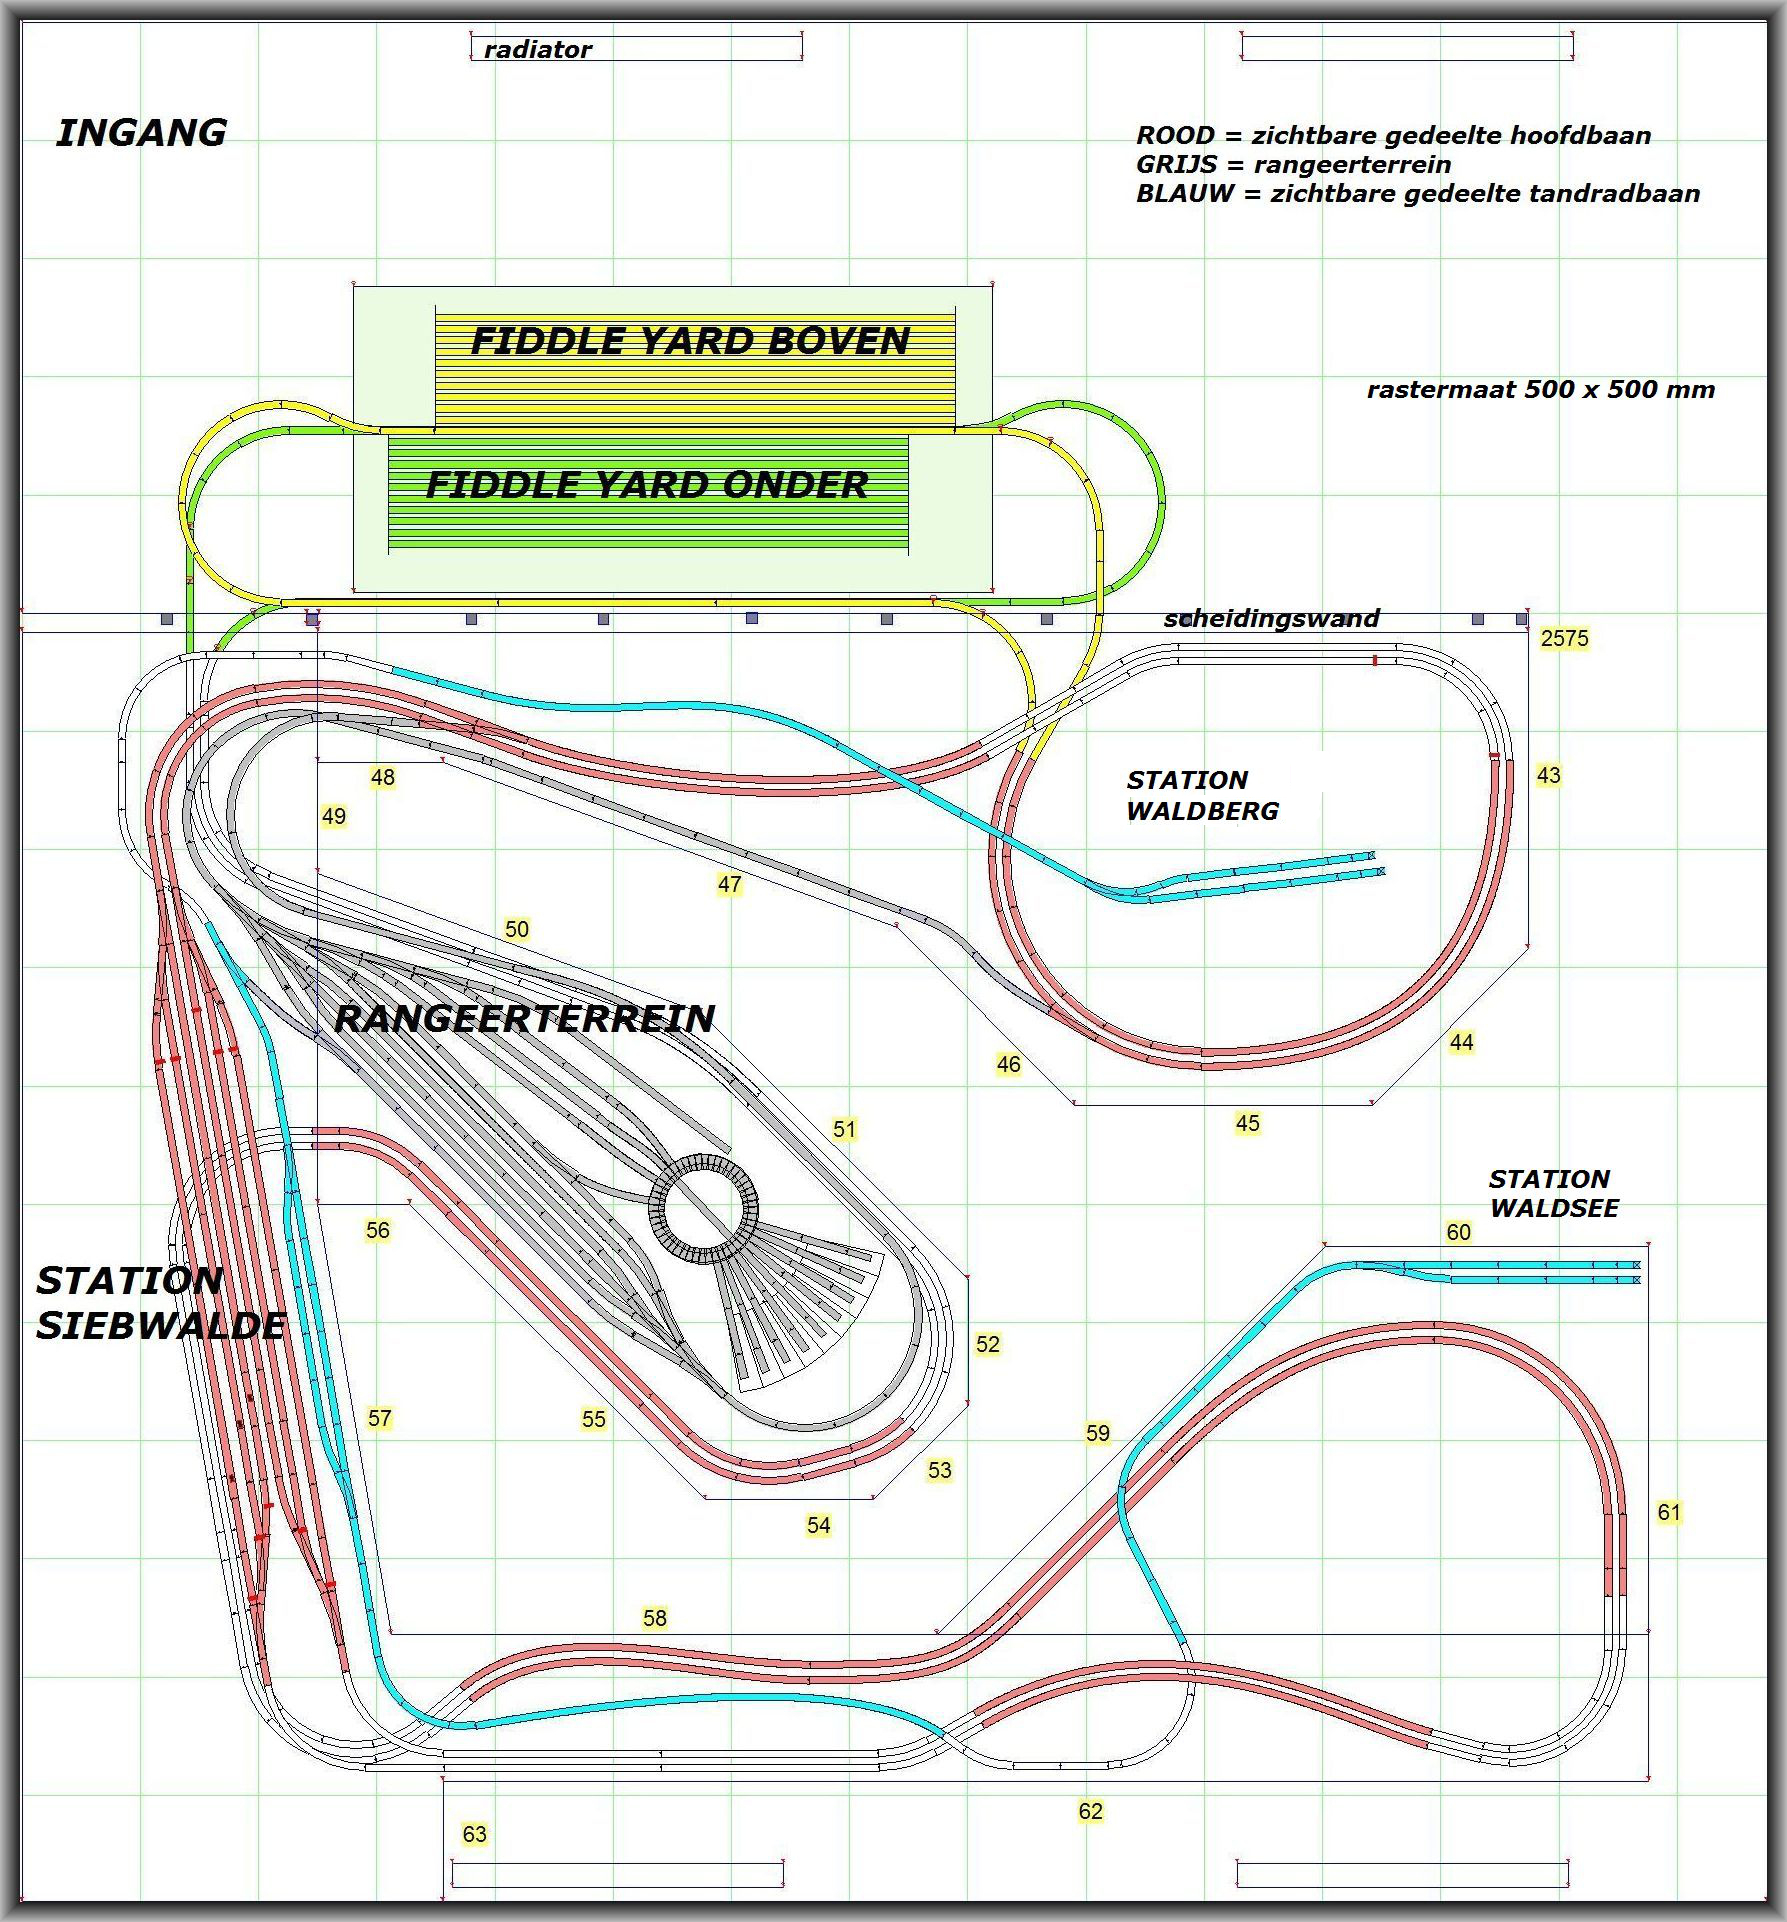 radiator
INGANG
ROOD = zichtbare gedeelte hoofdbaan
GRIJS = rangeerterrein
BLAUW = zichtbare gedeelte tandradbaan
FIDDLE YARD BOVEN
rastermaat 500 x 500 mm
FIDDLE YARD ONDER
scheidingswand
2575
48
49
STATION
WALDBERG
43
47
50
RANGEERTERREIN
46
44
45
51
STATION
WALDSEE
56
60
STATION
SIEBWALDE
52
57
55
59
53
54
61
58
62
63